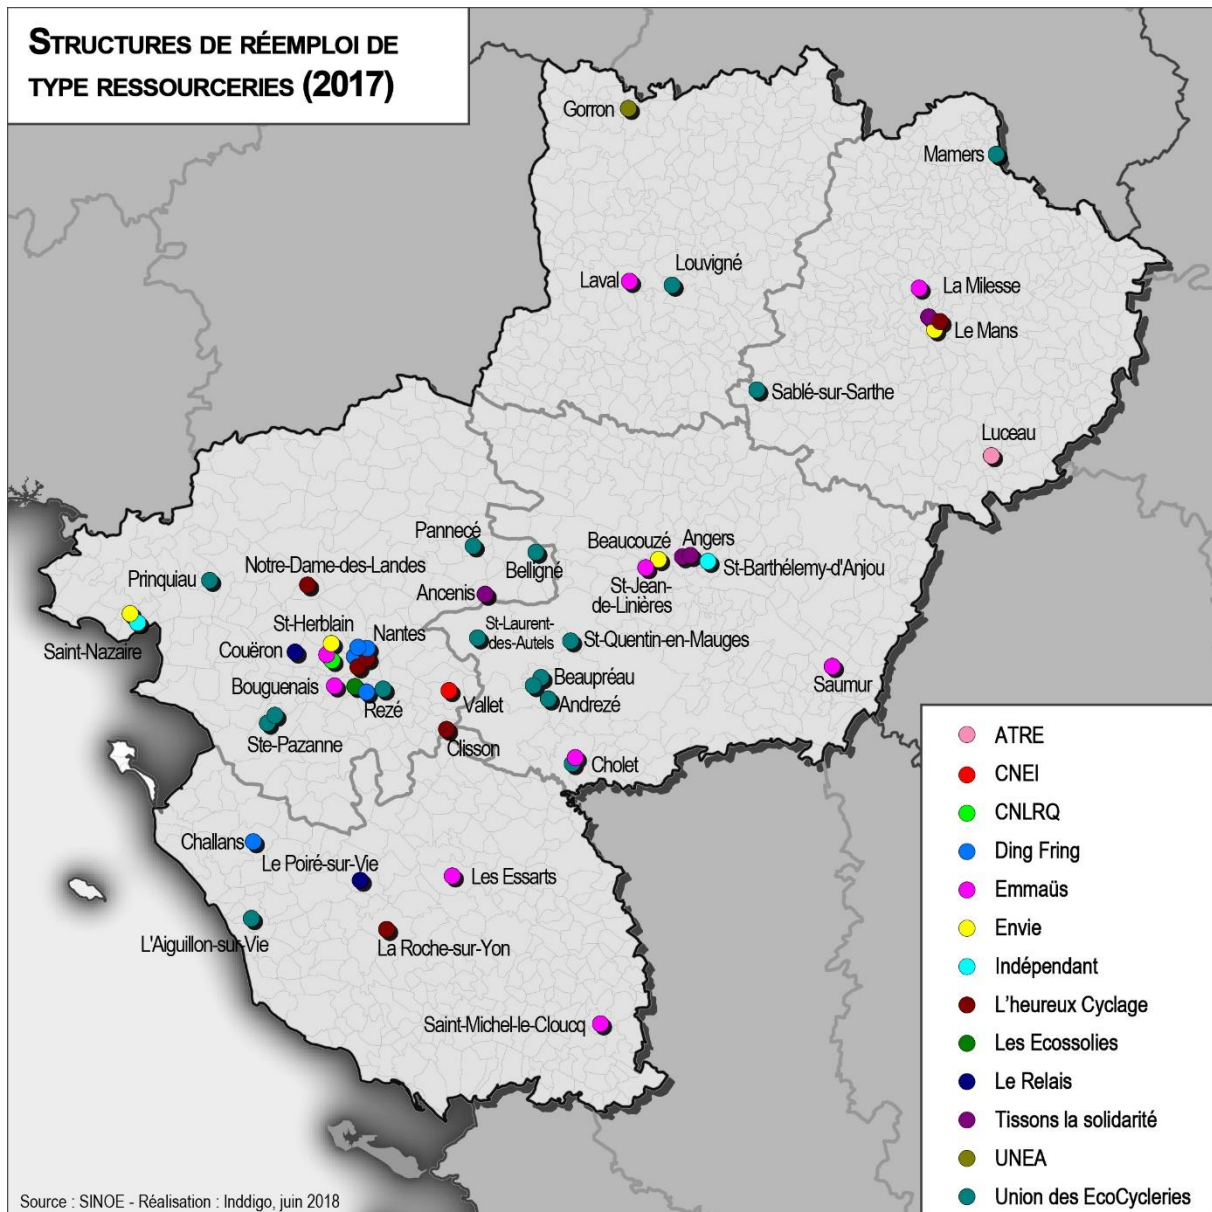 STRUCTURES DE RÉEMPLOI DE
TYPE RESSOURCERIES (2017)
Gorron
Mamers
Laval
Louvigné
La Milesse
Le Mans
Sablé-sur-Sarthe
Luceau
Pannecé
Belligné
Beaucouzé
Angers
St-Barthélemy-d'Anjou
St-Jean-
de-Linières
Notre-Dame-des-Landes
Prinquiau
Ancenis
Saint-Nazaire
St-Herblain
Nantes
Couëron
St-Laurent-
des-Autels
St-Quentin-en-Mauges
Bouguenais
Rezé
Vallet
Beaupréau
Andrezé
Saumur
Ste-Pazanne
Clisson
Cholet
Challans
Le Poiré-sur-Vie
Les Essarts
L'Aiguillon-sur-Vie
La Roche-sur-Yon
Saint-Michel-le-Cloucq
ATRE
CNEI
CNLRQ
Ding Fring
Emmaüs
Envie
Indépendant
L'heureux Cyclage
Les Ecossolies
Le Relais
Tissons la solidarité
UNEA
Union des EcoCycleries
Source : SINOE - Réalisation : Inddigo, juin 2018